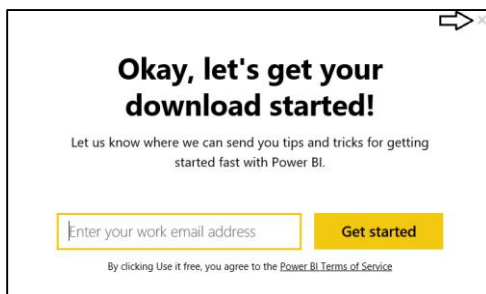 Okay, let's get your
download started!
Let us know where we can send you tips and tricks for getting
started fast with Power BI.
Enter your work email address
Get started
By clicking Use it free, you agree to the Power BI Terms of Service